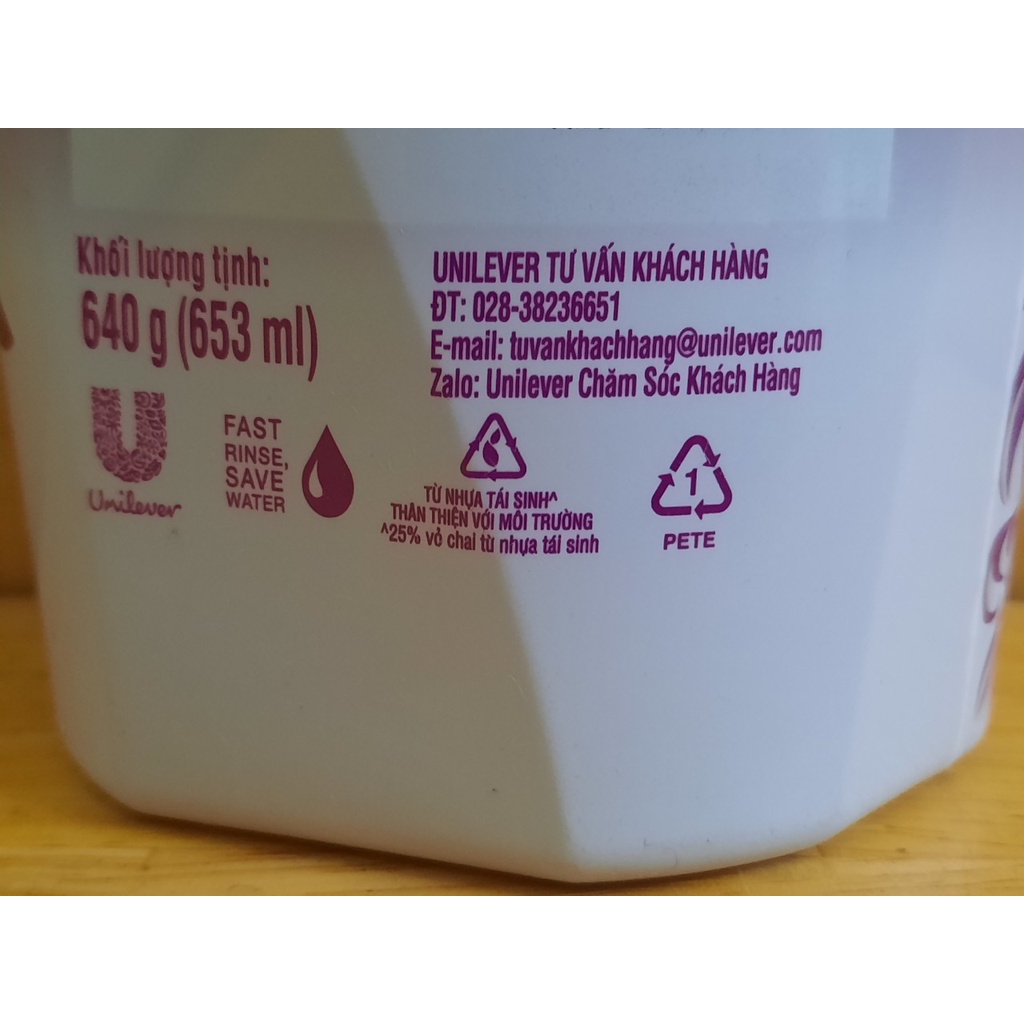 Khối lượng tịnh:
640 g (653 ml)
Unilever
FAST
RINSE,
SAVE
WATER
UNILEVER TƯ VẤN KHÁCH HÀNG
ĐT: 028-38236651
E-mail: tuvankhachhang@unilever.com
Zalo: Unilever Chăm Sóc Khách Hàng
TỪ NHỰA TÁI SINH^
THÂN THIỆN VỚI MÔI TRƯỜNG
^25% vỏ chai từ nhựa tái sinh
1
PETE